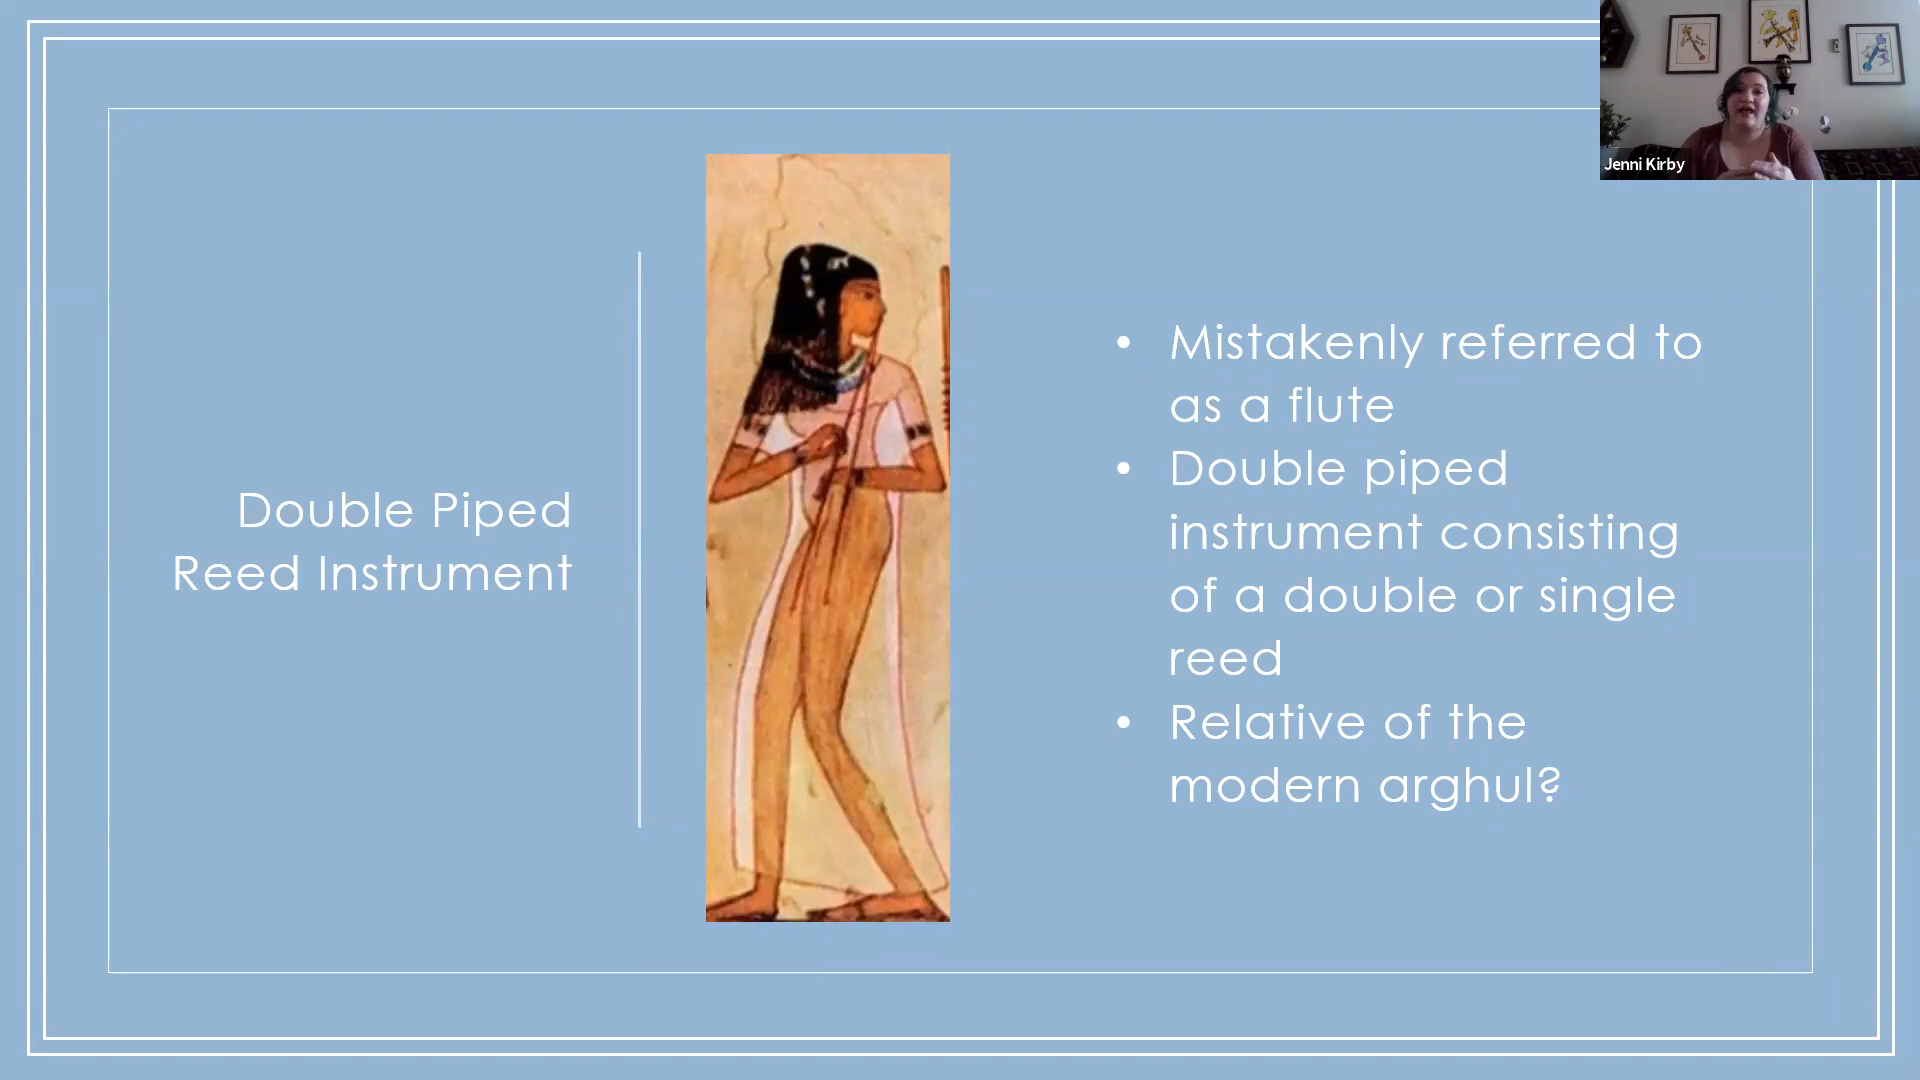 Jenni Kirby
Double Piped
Reed Instrument
• Mistakenly referred to
as a flute
• Double piped
instrument consisting
of a double or single
reed
• Relative of the
modern arghul?